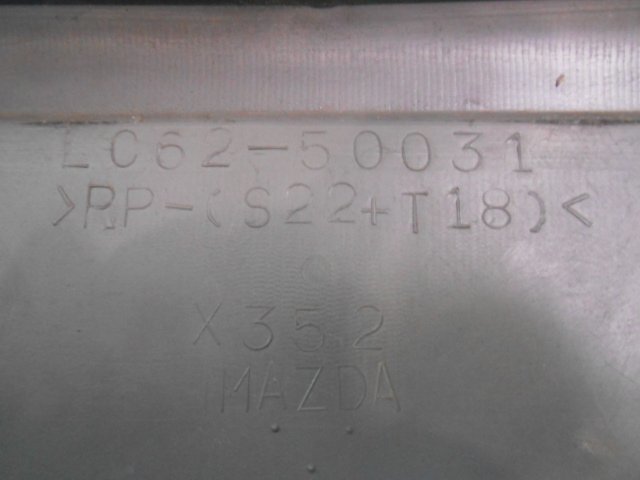 LC62-50031
>PP-(S22+T18)<
X35.2
MAZDA